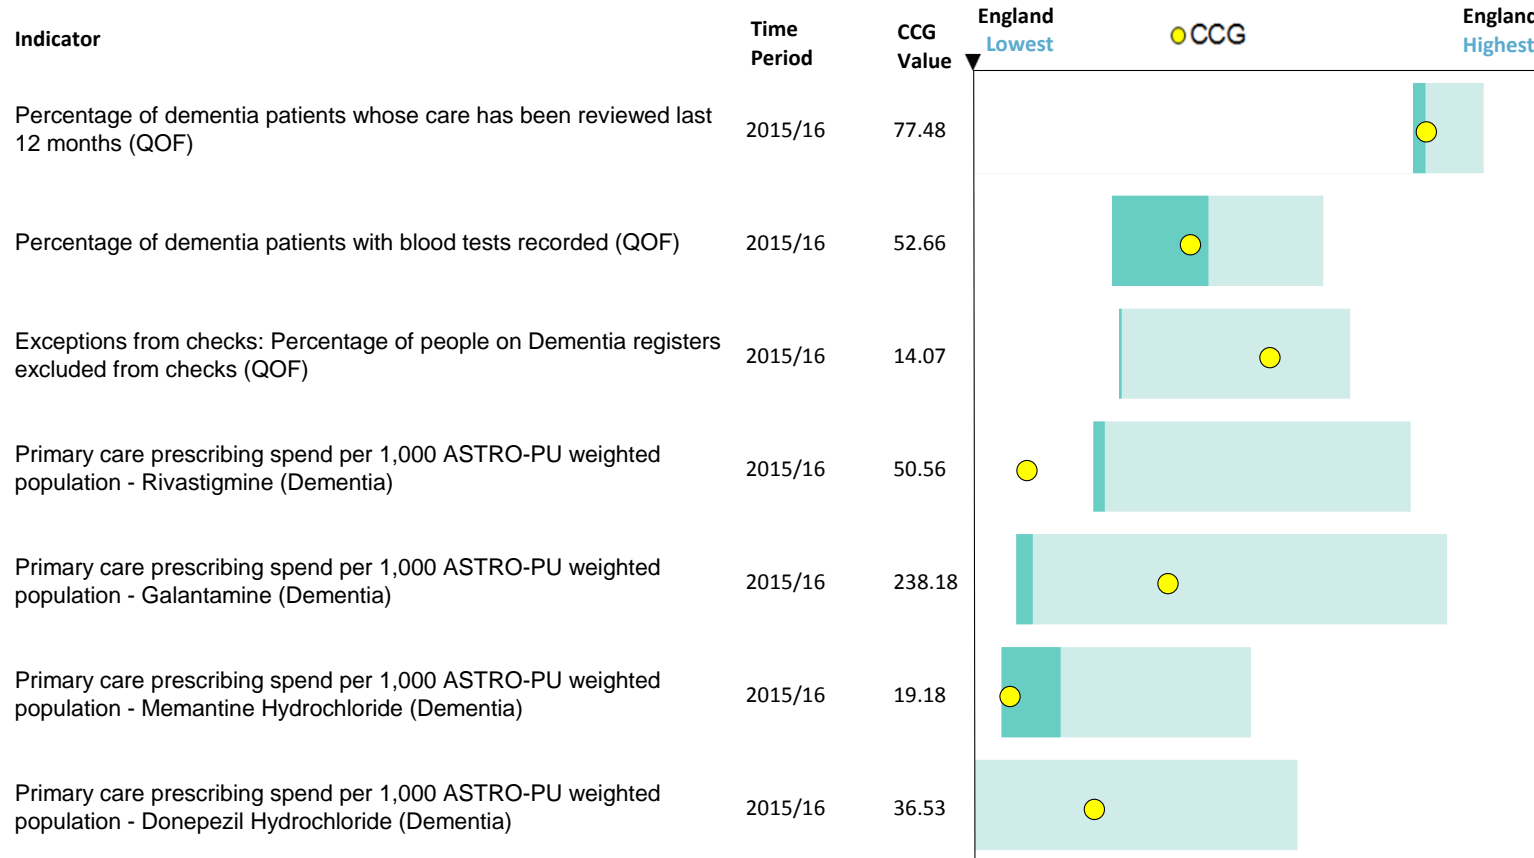 Indicator
Time
Period
CCG
Value
England
Lowest
CCG
England
Highest
Percentage of dementia patients whose care has been reviewed last
12 months (QOF)
2015/16
77.48
Percentage of dementia patients with blood tests recorded (QOF)
2015/16
52.66
Exceptions from checks: Percentage of people on Dementia registers
excluded from checks (QOF)
2015/16
14.07
Primary care prescribing spend per 1,000 ASTRO-PU weighted
population - Rivastigmine (Dementia)
2015/16
50.56
Primary care prescribing spend per 1,000 ASTRO-PU weighted
population - Galantamine (Dementia)
2015/16
238.18
Primary care prescribing spend per 1,000 ASTRO-PU weighted
population - Memantine Hydrochloride (Dementia)
2015/16
19.18
Primary care prescribing spend per 1,000 ASTRO-PU weighted
population - Donepezil Hydrochloride (Dementia)
2015/16
36.53